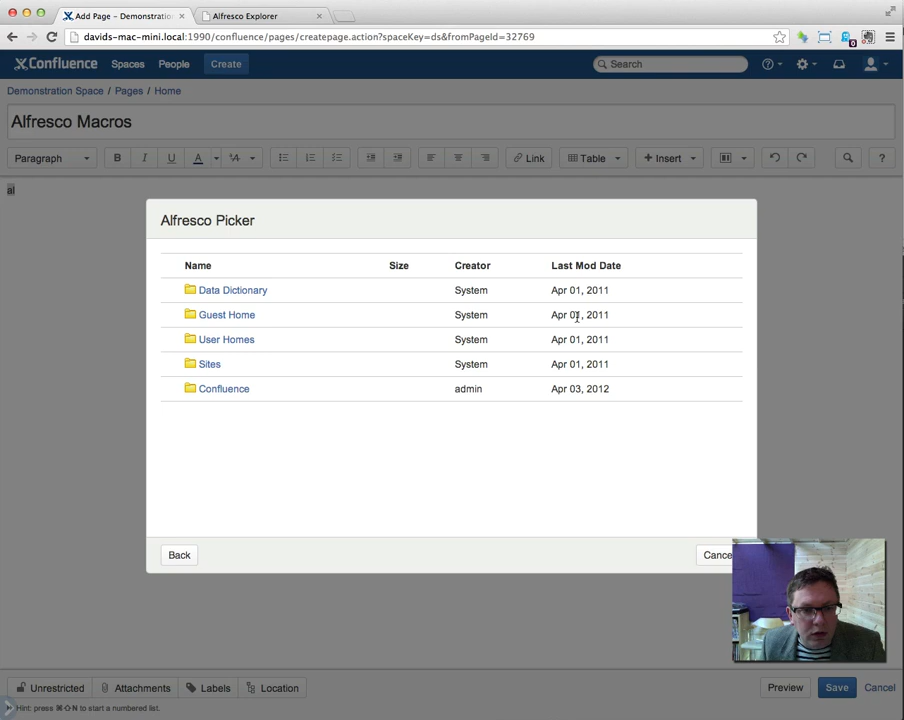 Add Page – Demonstratio
Alfresco Explorer
davids-mac-mini.local:1990/confluence/pages/createpage.action?spaceKey=ds&fromPageId=32769
0
Confluence Spaces People Create Search
Demonstration Space / Pages / Home
Alfresco Macros
Paragraph B I U A Link Table Insert ?
al
Alfresco Picker
Name Size Creator Last Mod Date
Data Dictionary System Apr 01, 2011
Guest Home System Apr 01, 2011
User Homes System Apr 01, 2011
Sites System Apr 01, 2011
Confluence admin Apr 03, 2012
Back Cance
Unrestricted Attachments Labels Location Preview Save Cancel
Hint: press ⌘⇧N to start a numbered list.